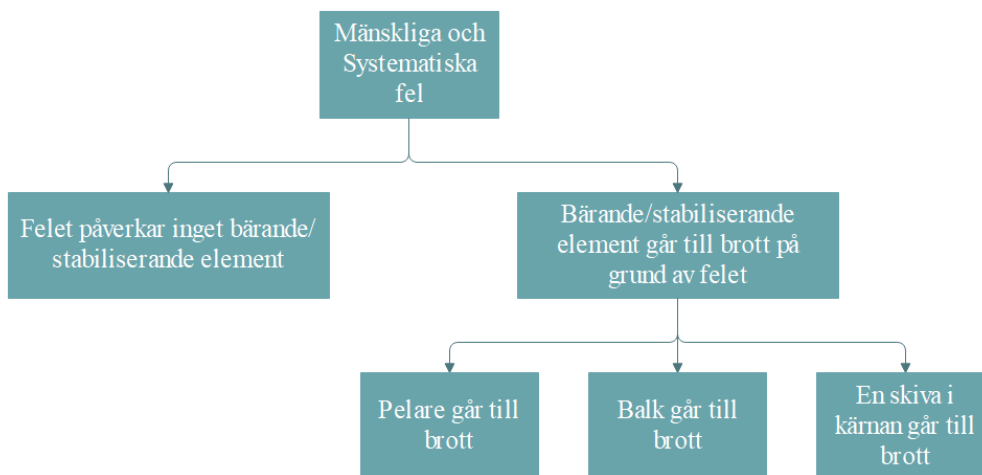 Mänskliga och
Systematiska
fel
Felet påverkar inget bärande/
stabiliserande element
Bärande/stabiliserande
element går till brott på
grund av felet
Pelare går till
brott
Balk går till
brott
En skiva i
kärnan går till
brott